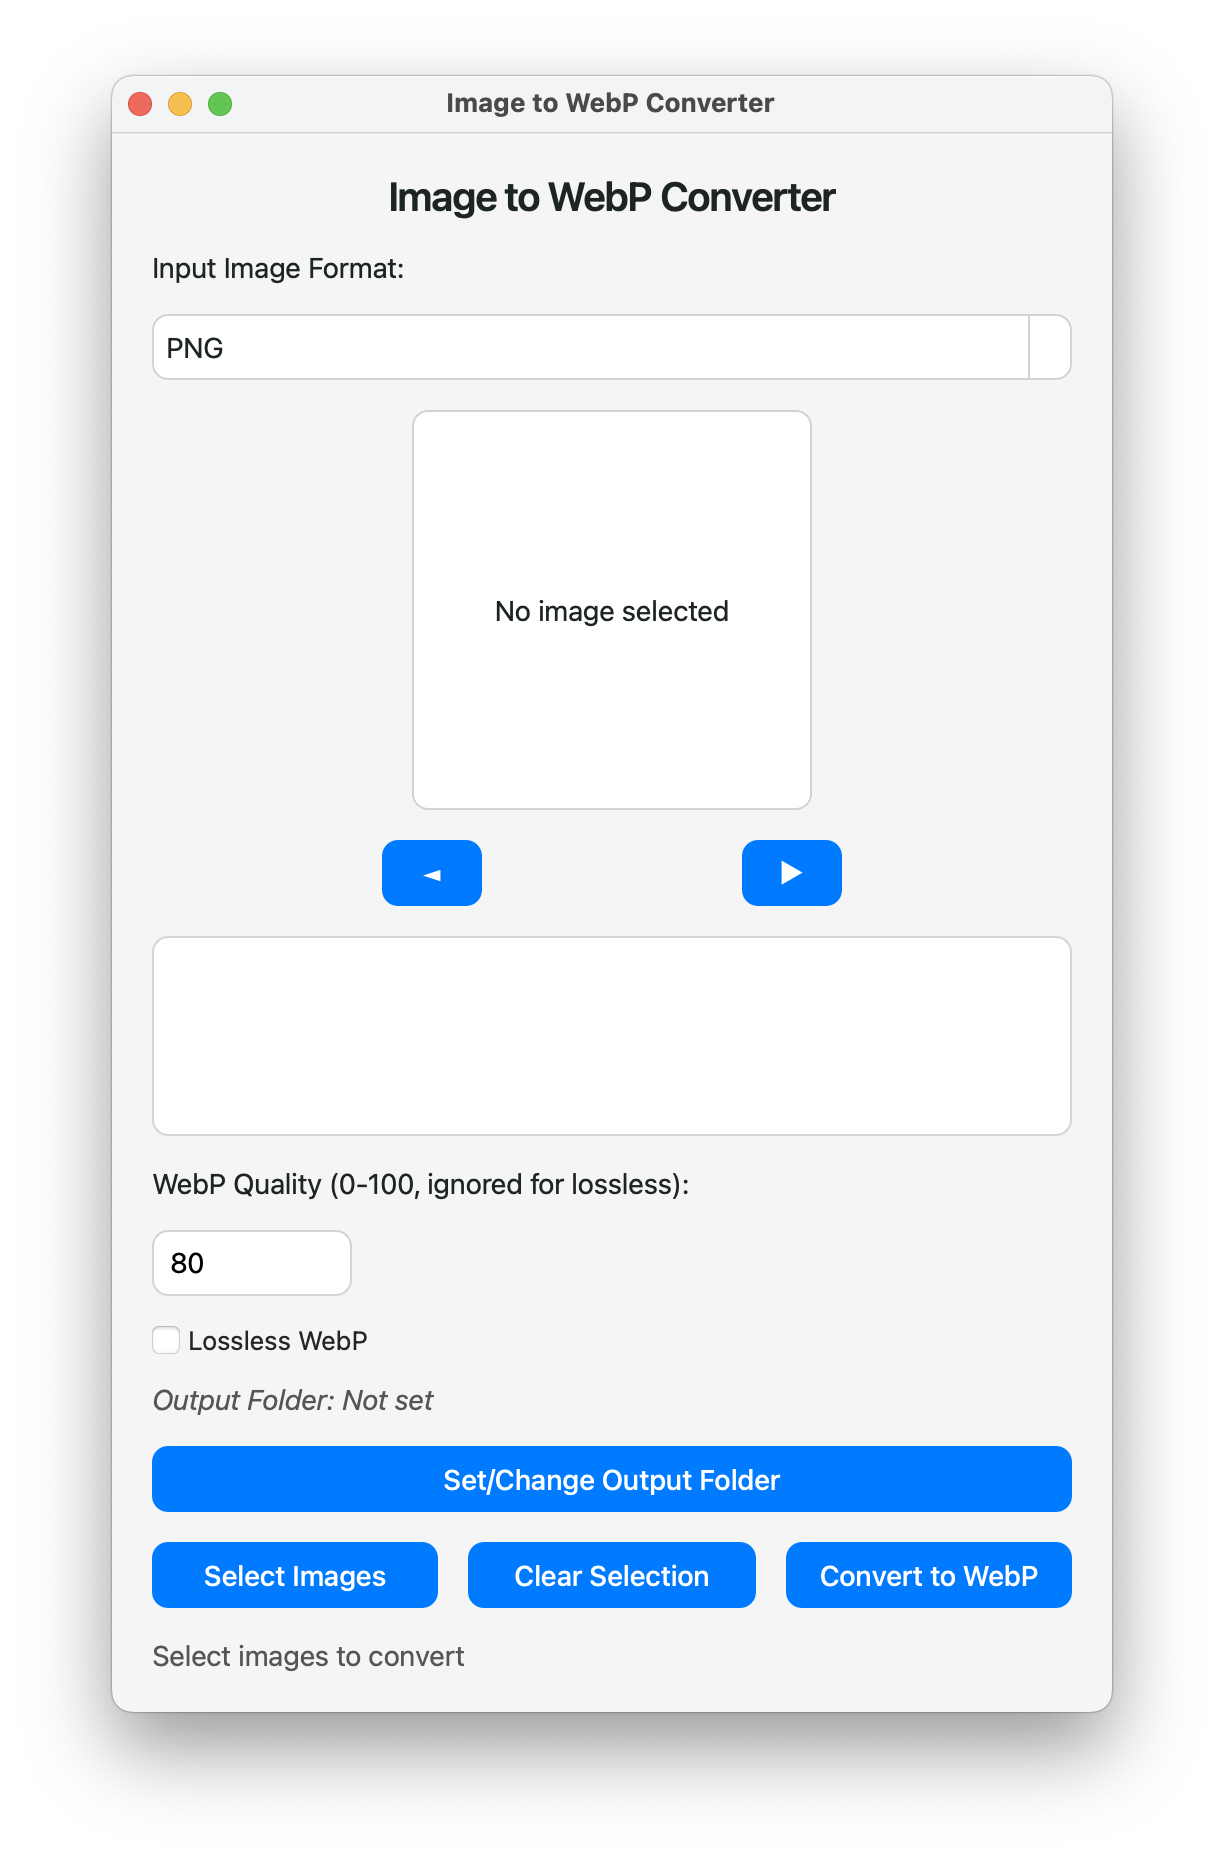 Image to WebP Converter
Image to WebP Converter
Input Image Format:
PNG
No image selected
◄ ▶
WebP Quality (0-100, ignored for lossless):
80
Lossless WebP
Output Folder: Not set
Set/Change Output Folder
Select Images Clear Selection Convert to WebP
Select images to convert